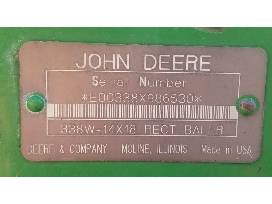 JOHN DEERE
Serial Number
*E00338X986530*
338W-14X18 RECT BALER
DEERE & COMPANY MOLINE, ILLINOIS Made in USA